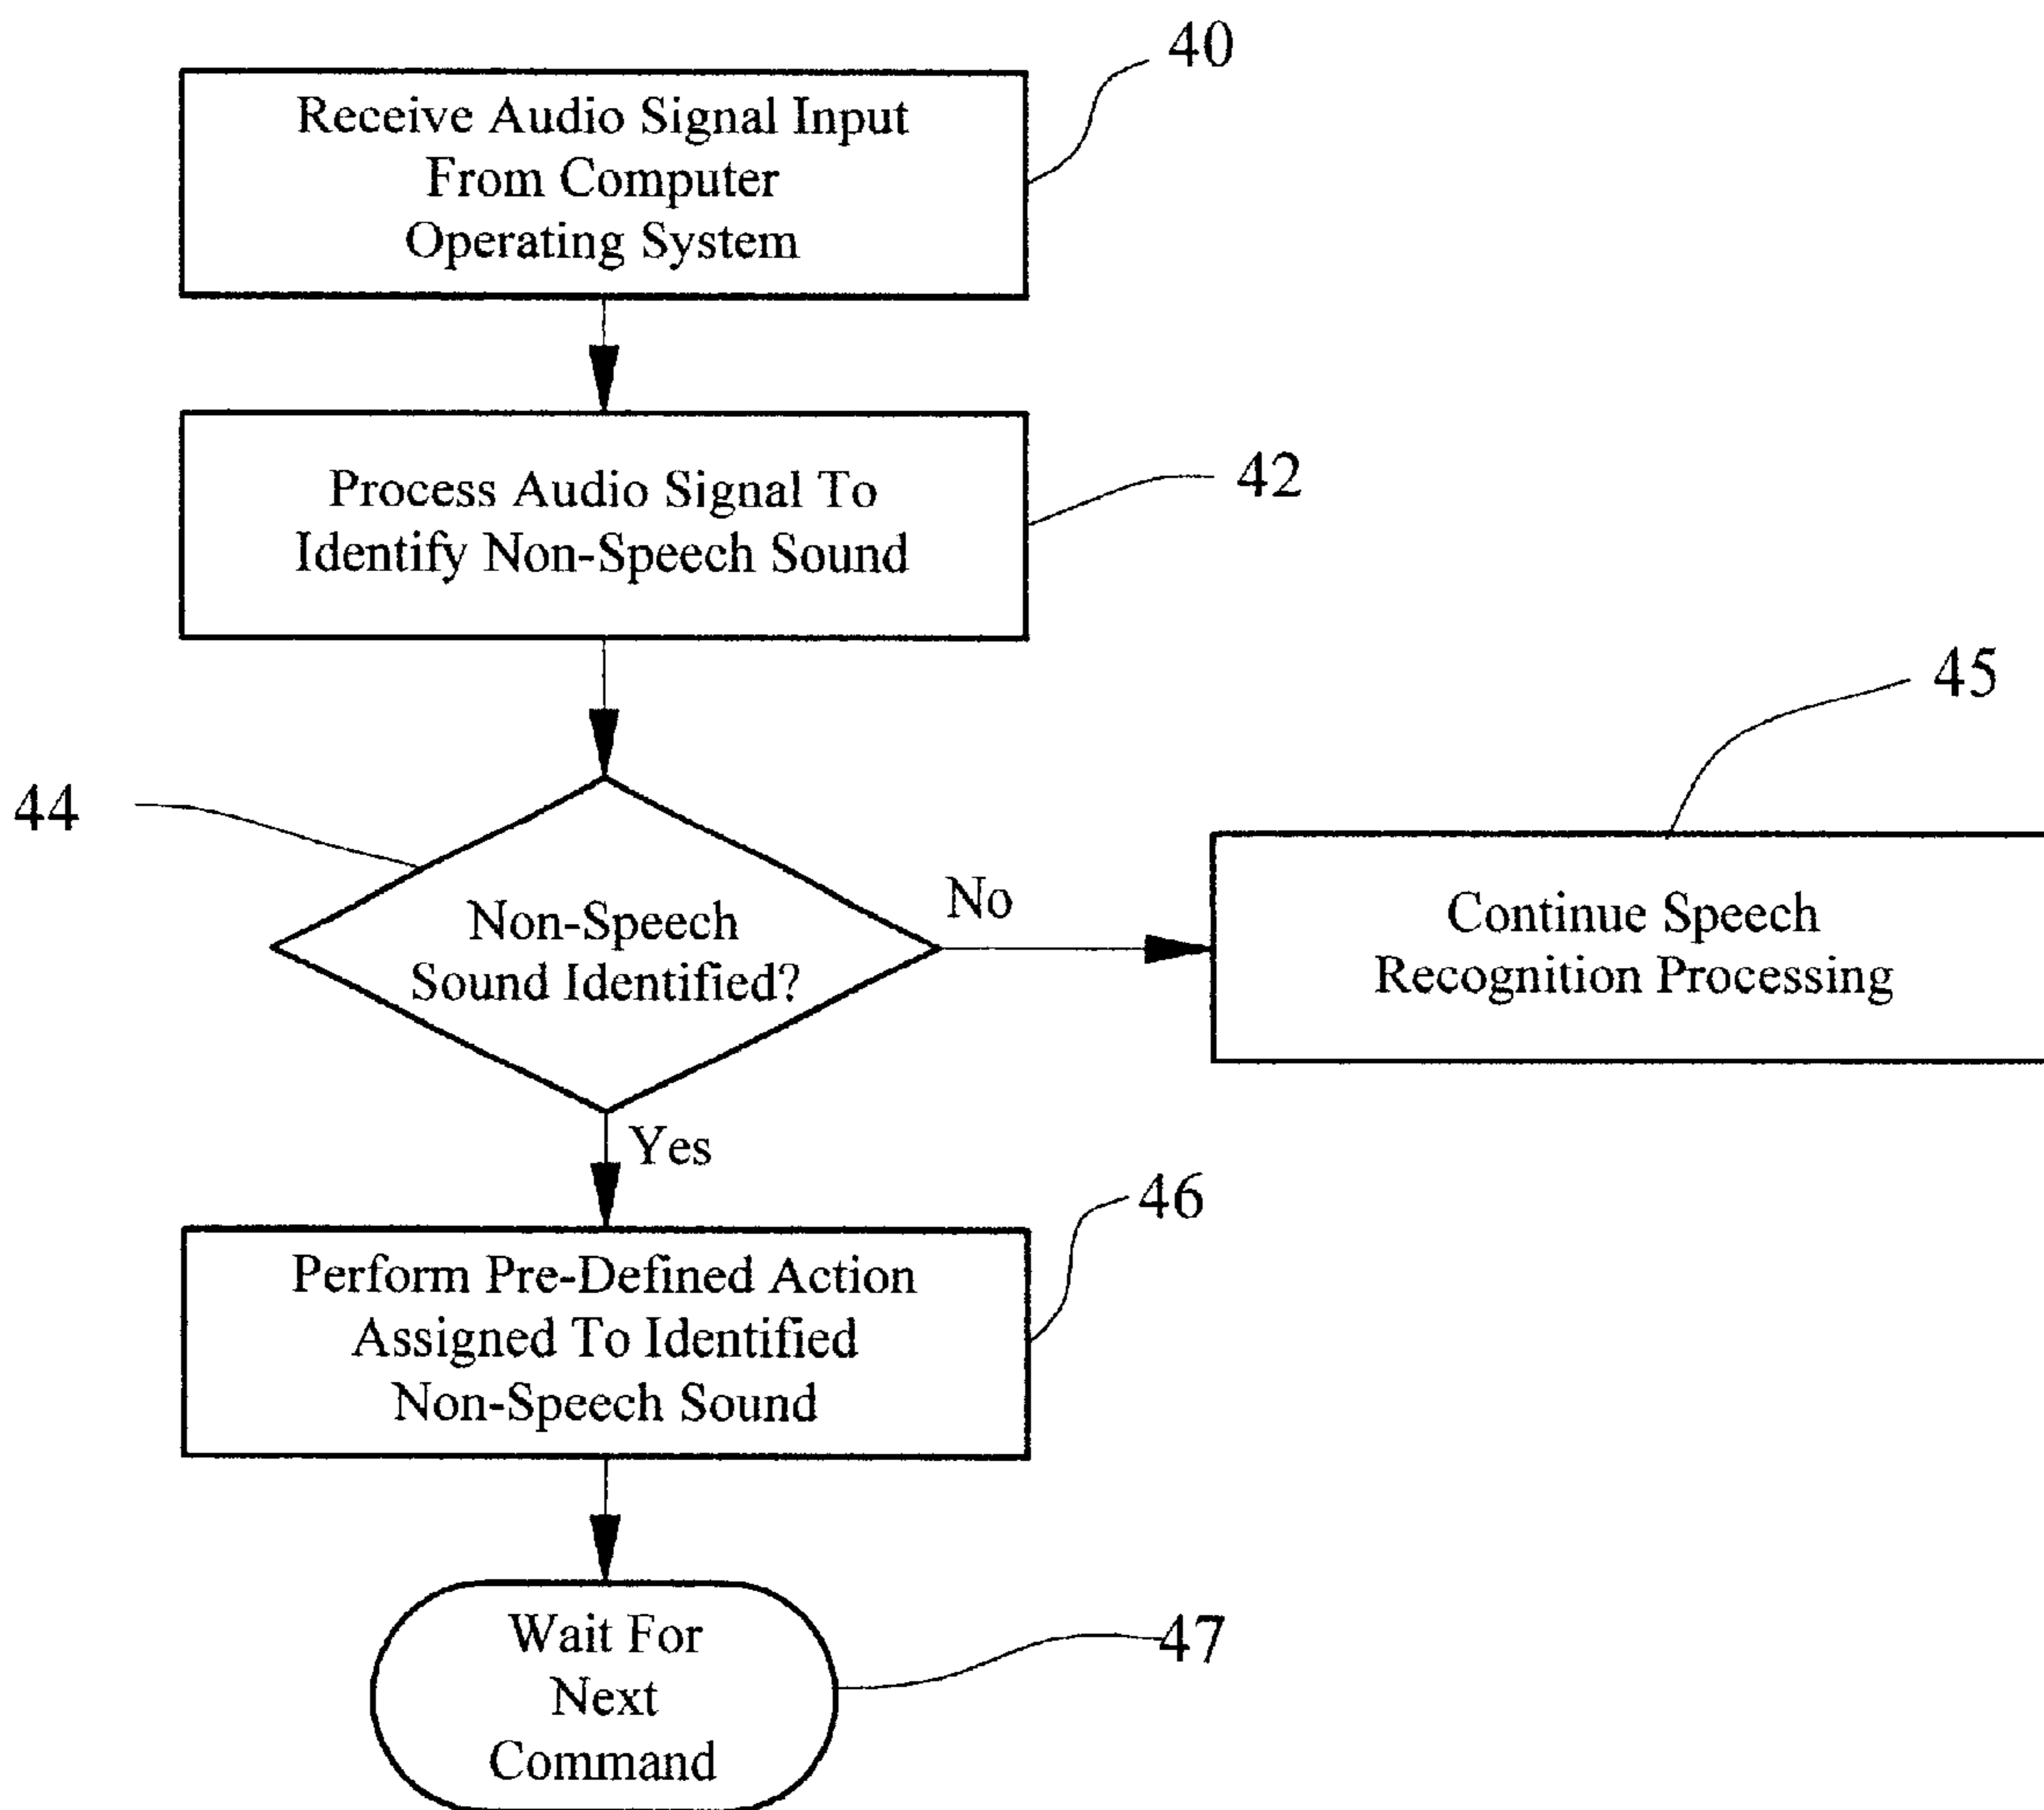 40
Receive Audio Signal Input
From Computer
Operating System
42
Process Audio Signal To
Identify Non-Speech Sound
45
44
Non-Speech
Sound Identified?
No
Continue Speech
Recognition Processing
Yes
46
Perform Pre-Defined Action
Assigned To Identified
Non-Speech Sound
47
Wait For
Next
Command